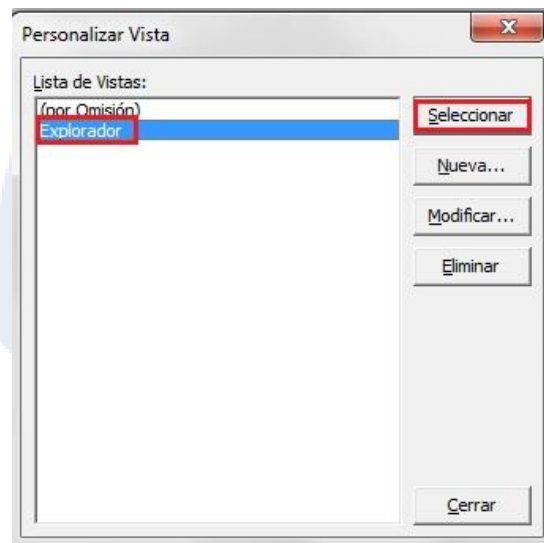 Personalizar Vista
Lista de Vistas:
(por Omisión)
Explorador
Seleccionar
Nueva...
Modificar...
Eliminar
Cerrar